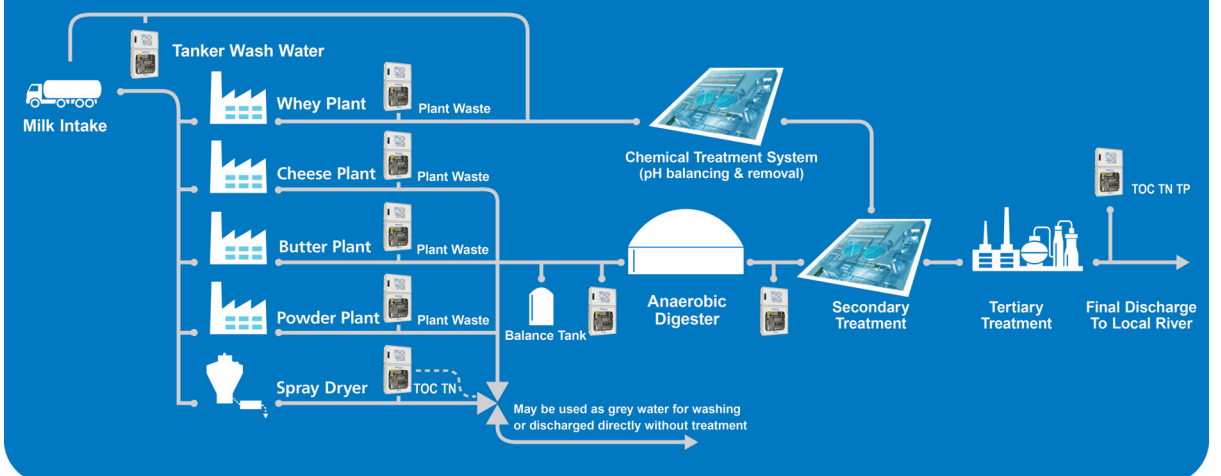 Tanker Wash Water
Milk Intake
Whey Plant
Plant Waste
Cheese Plant
Plant Waste
Butter Plant
Plant Waste
Powder Plant
Plant Waste
Spray Dryer
TOC TN
Chemical Treatment System
(pH balancing & removal)
Balance Tank
Anaerobic
Digester
Secondary
Treatment
Tertiary
Treatment
TOC TN TP
Final Discharge
To Local River
May be used as grey water for washing
or discharged directly without treatment